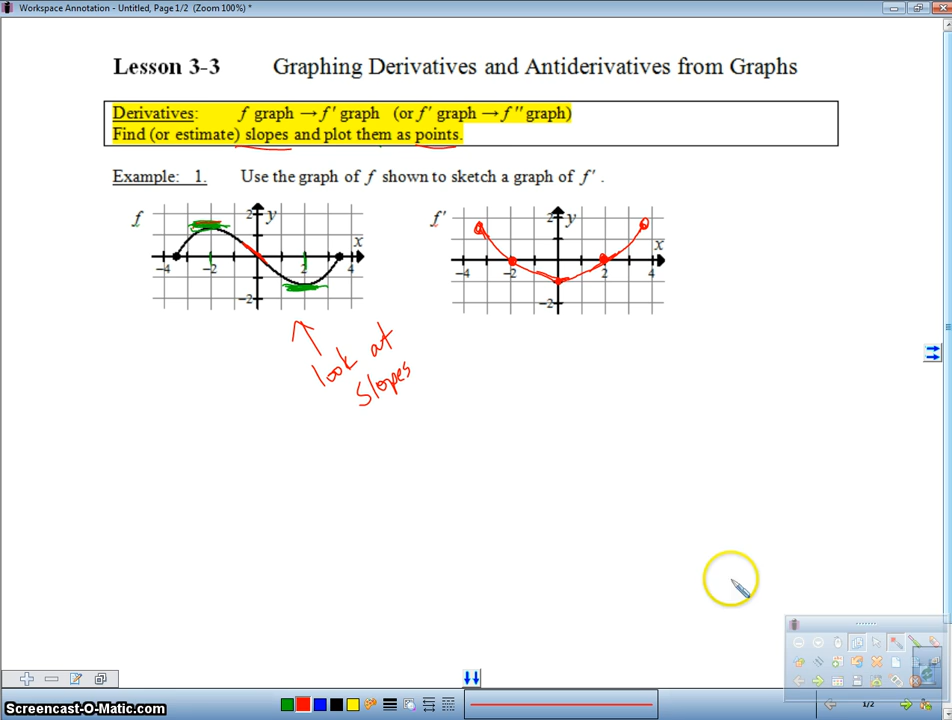 Workspace Annotation - Untitled, Page 1/2 (Zoom 100%) *
Lesson 3-3 Graphing Derivatives and Antiderivatives from Graphs
Derivatives: f graph → f′ graph (or f′ graph → f″ graph)
Find (or estimate) slopes and plot them as points.
Example: 1. Use the graph of f shown to sketch a graph of f′ .
f 2 y x -4 -2 2 4 -2
f′ 2 y x -4 -2 2 4 -2
look at
slopes
1/2
Screencast-O-Matic.com